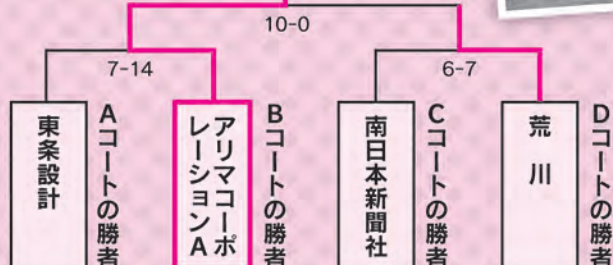 10-0
7-14
6-7
東条設計
Aコートの勝者
アリマコーポ
レーションA
Bコートの勝者
南日本新聞社
Cコートの勝者
荒川
Dコートの勝者